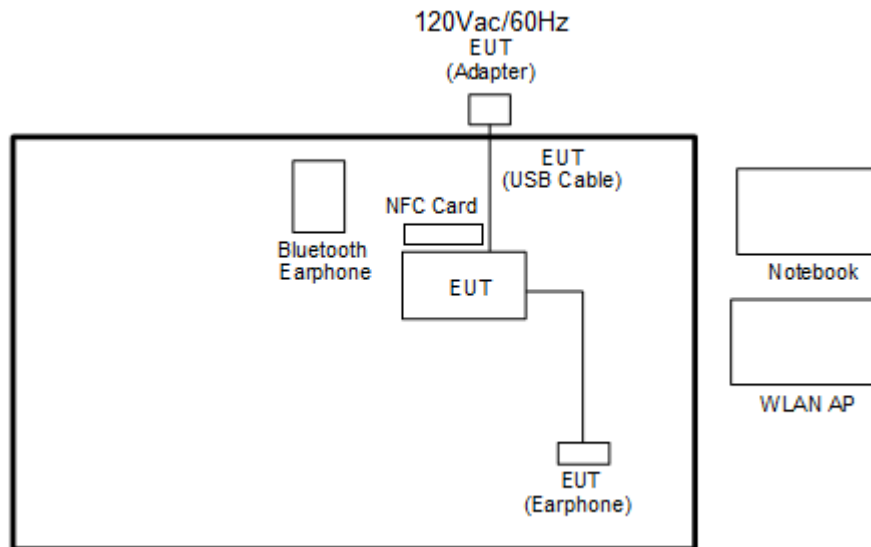 120Vac/60Hz
EUT
(Adapter)
EUT
(USB Cable)
NFC Card
Bluetooth
Earphone
EUT
Notebook
WLAN AP
EUT
(Earphone)